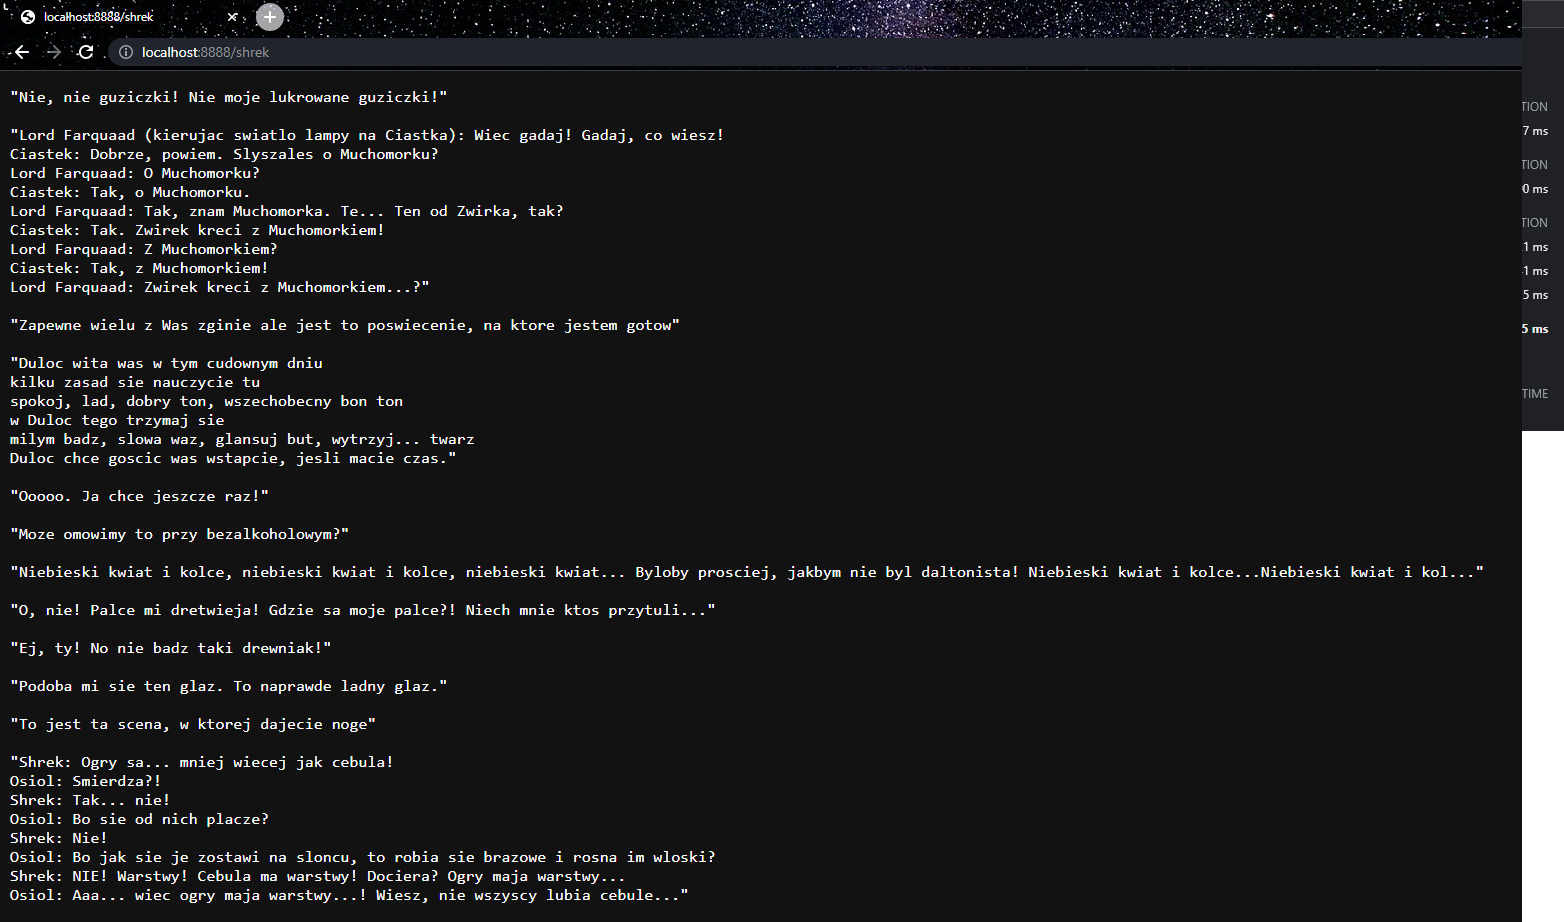 localhost:8888/shrek
localhost:8888/shrek
"Nie, nie guziczki! Nie moje lukrowane guziczki!"
"Lord Farquaad (kierujac swiatlo lampy na Ciastka): Wiec gadaj! Gadaj, co wiesz!
Ciastek: Dobrze, powiem. Slyszales o Muchomorku?
Lord Farquaad: O Muchomorku?
Ciastek: Tak, o Muchomorku.
Lord Farquaad: Tak, znam Muchomorka. Te... Ten od Zwirka, tak?
Ciastek: Tak. Zwirek kreci z Muchomorkiem!
Lord Farquaad: Z Muchomorkiem?
Ciastek: Tak, z Muchomorkiem!
Lord Farquaad: Zwirek kreci z Muchomorkiem...?"
"Zapewne wielu z Was zginie ale jest to poswiecenie, na ktore jestem gotow"
"Duloc wita was w tym cudownym dniu
kilku zasad sie nauczycie tu
spokoj, lad, dobry ton, wszechobecny bon ton
w Duloc tego trzymaj sie
milym badz, slowa waz, glansuj but, wytrzyj... twarz
Duloc chce goscic was wstapcie, jesli macie czas."
"Ooooo. Ja chce jeszcze raz!"
"Moze omowimy to przy bezalkoholowym?"
"Niebieski kwiat i kolce, niebieski kwiat i kolce, niebieski kwiat... Byloby prosciej, jakbym nie byl daltonista! Niebieski kwiat i kolce...Niebieski kwiat i kol..."
"O, nie! Palce mi dretwieja! Gdzie sa moje palce?! Niech mnie ktos przytuli..."
"Ej, ty! No nie badz taki drewniak!"
"Podoba mi sie ten glaz. To naprawde ladny glaz."
"To jest ta scena, w ktorej dajecie noge"
"Shrek: Ogry sa... mniej wiecej jak cebula!
Osiol: Smierdza?!
Shrek: Tak... nie!
Osiol: Bo sie od nich placze?
Shrek: Nie!
Osiol: Bo jak sie je zostawi na sloncu, to robia sie brazowe i rosna im wloski?
Shrek: NIE! Warstwy! Cebula ma warstwy! Dociera? Ogry maja warstwy...
Osiol: Aaa... wiec ogry maja warstwy...! Wiesz, nie wszyscy lubia cebule..."
TION
7 ms
TION
0 ms
TION
1 ms
1 ms
5 ms
5 ms
TIME